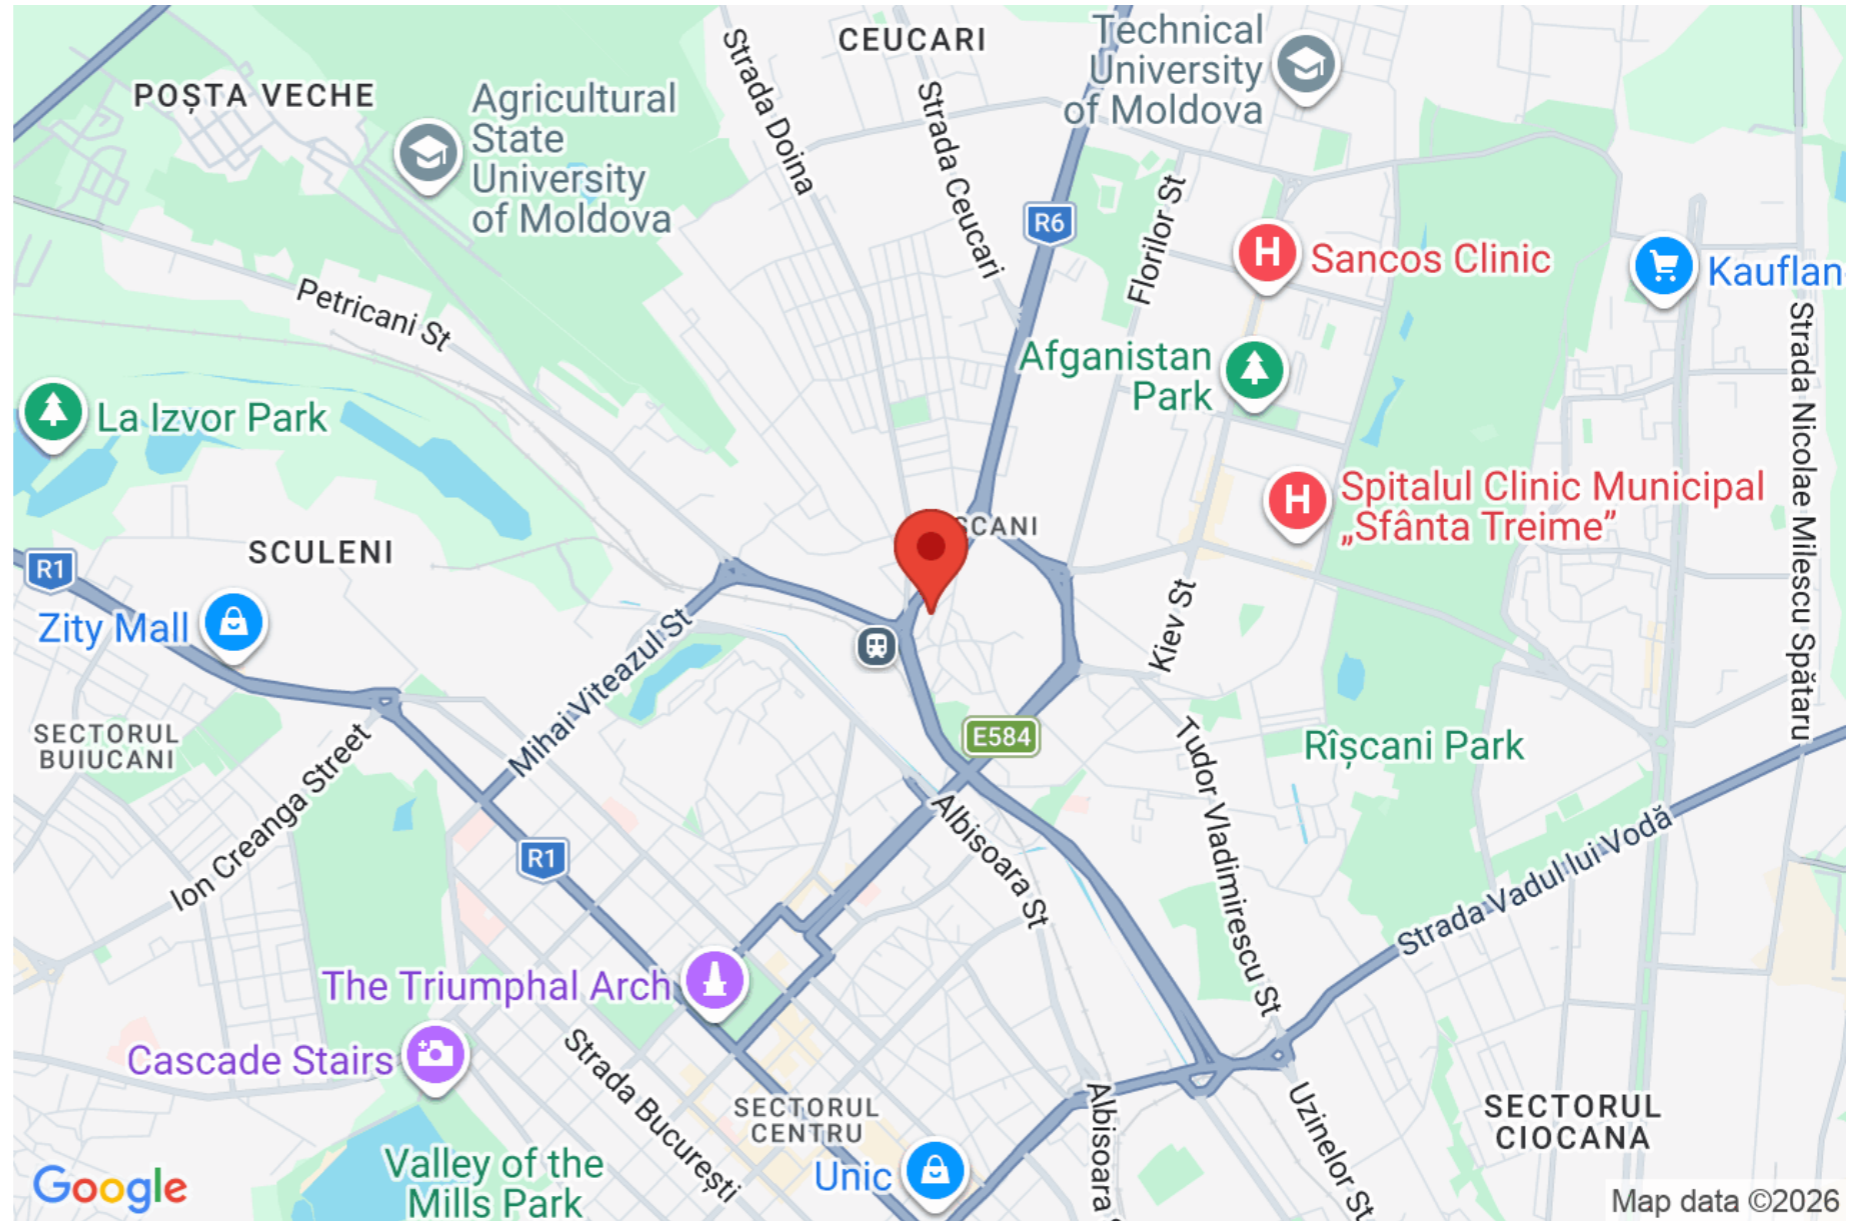 CEUCARI
Technical
University
of Moldova
POȘTA VECHE
Agricultural
State
University
of Moldova
Strada Doina
Strada Ceucari
R6
Florilor St
Sancos Clinic
Kauflan
Petricani St
Strada Nicolae Milescu Spătaru
Afganistan
Park
La Izvor Park
Spitalul Clinic Municipal
„Sfânta Treime”
SCANI
SCULENI
R1
Zity Mall
Mihai Viteazul St
Kiev St
SECTORUL
BUIUCANI
E584
Rîșcani Park
Ion Creanga Street
Tudor Vladimirescu St
R1
Albisoara St
Strada Vadul lui Vodă
The Triumphal Arch
Cascade Stairs
Strada București
SECTORUL
CENTRU
Albisoara
Uzinelor St
SECTORUL
CIOCANA
Valley of the
Mills Park
Unic
Google
Map data ©2026